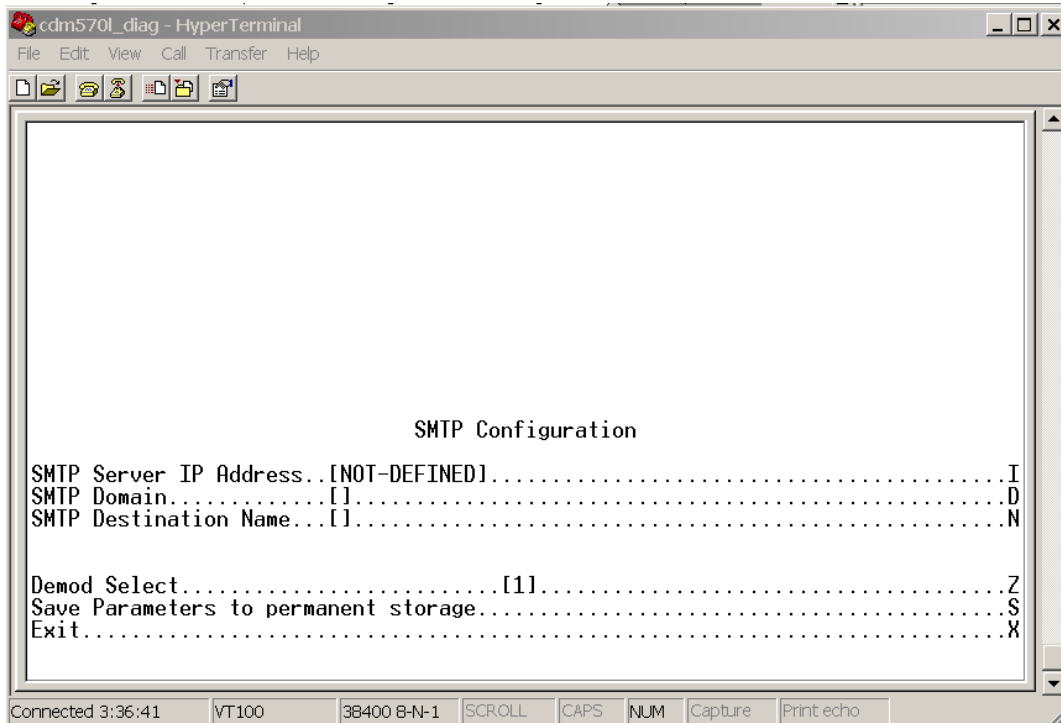 cdm570l_diag - HyperTerminal
File Edit View Call Transfer Help
SMTP Configuration
SMTP Server IP Address..[NOT-DEFINED]..........................................I
SMTP Domain.............[].....................................................D
SMTP Destination Name...[].....................................................N
Demod Select..........................[1]......................................Z
Save Parameters to permanent storage...........................................S
Exit...........................................................................X
Connected 3:36:41 VT100 38400 8-N-1 SCROLL CAPS NUM Capture Print echo